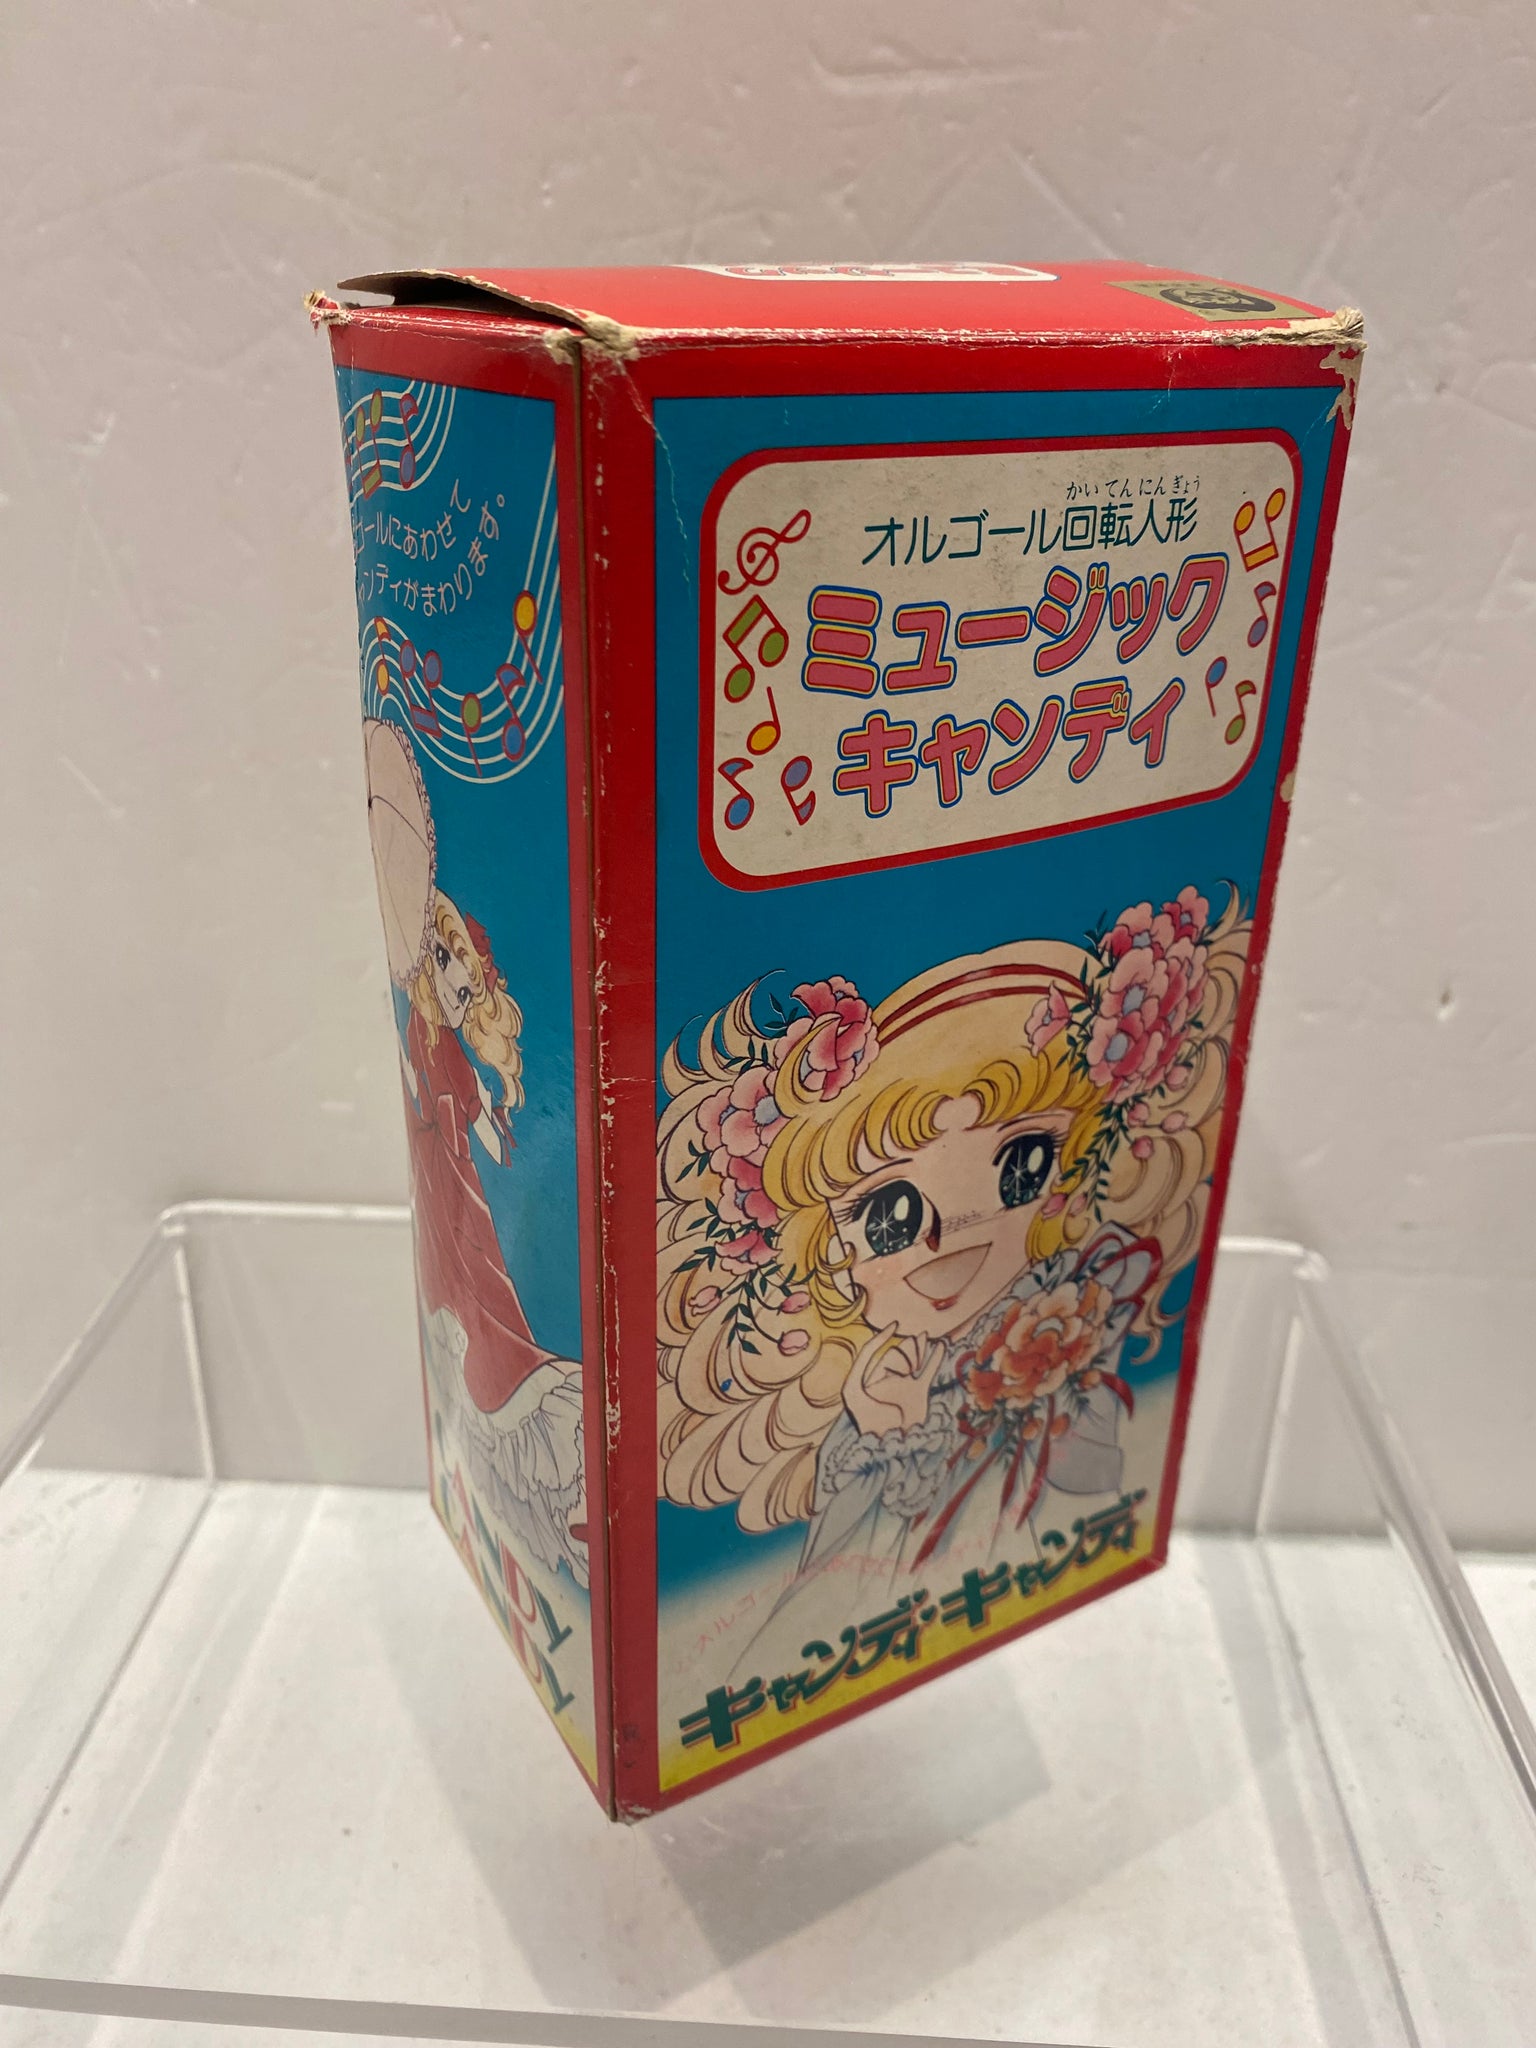 かいてんにんぎょう
オルゴール回転人形
ミュージック
キャンディ
キャンディ・キャンディ
ゴールにあわせて
ンディがまわります。